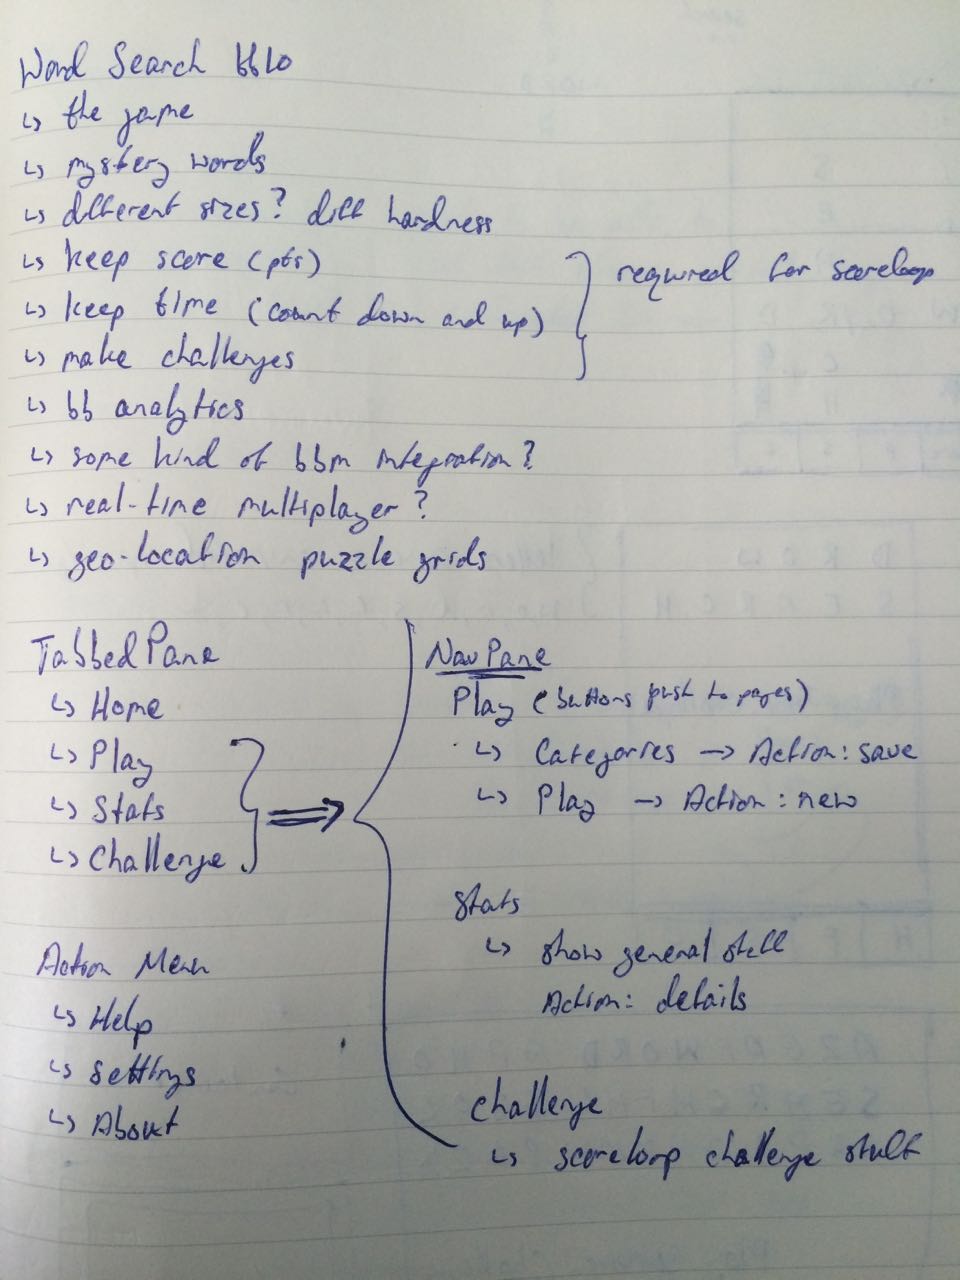 Word Search bb10
↳ the game
↳ mystery words
↳ different sizes? diff hardness
↳ keep score (pts)
↳ keep time (count down and up)
↳ make challenges
required for scoreloop
↳ bb analytics
↳ some kind of bbm integration?
↳ real-time multiplayer?
↳ geo-location puzzle grids
TabbedPane
↳ Home
↳ Play
↳ Stats
↳ Challenge
Action Menu
↳ Help
↳ Settings
↳ About
NavPane
Play (buttons push to pages)
↳ Categories → Action: save
↳ Play → Action: new
Stats
↳ show general stuff
Action: details
Challenge
↳ scoreloop challenge stuff